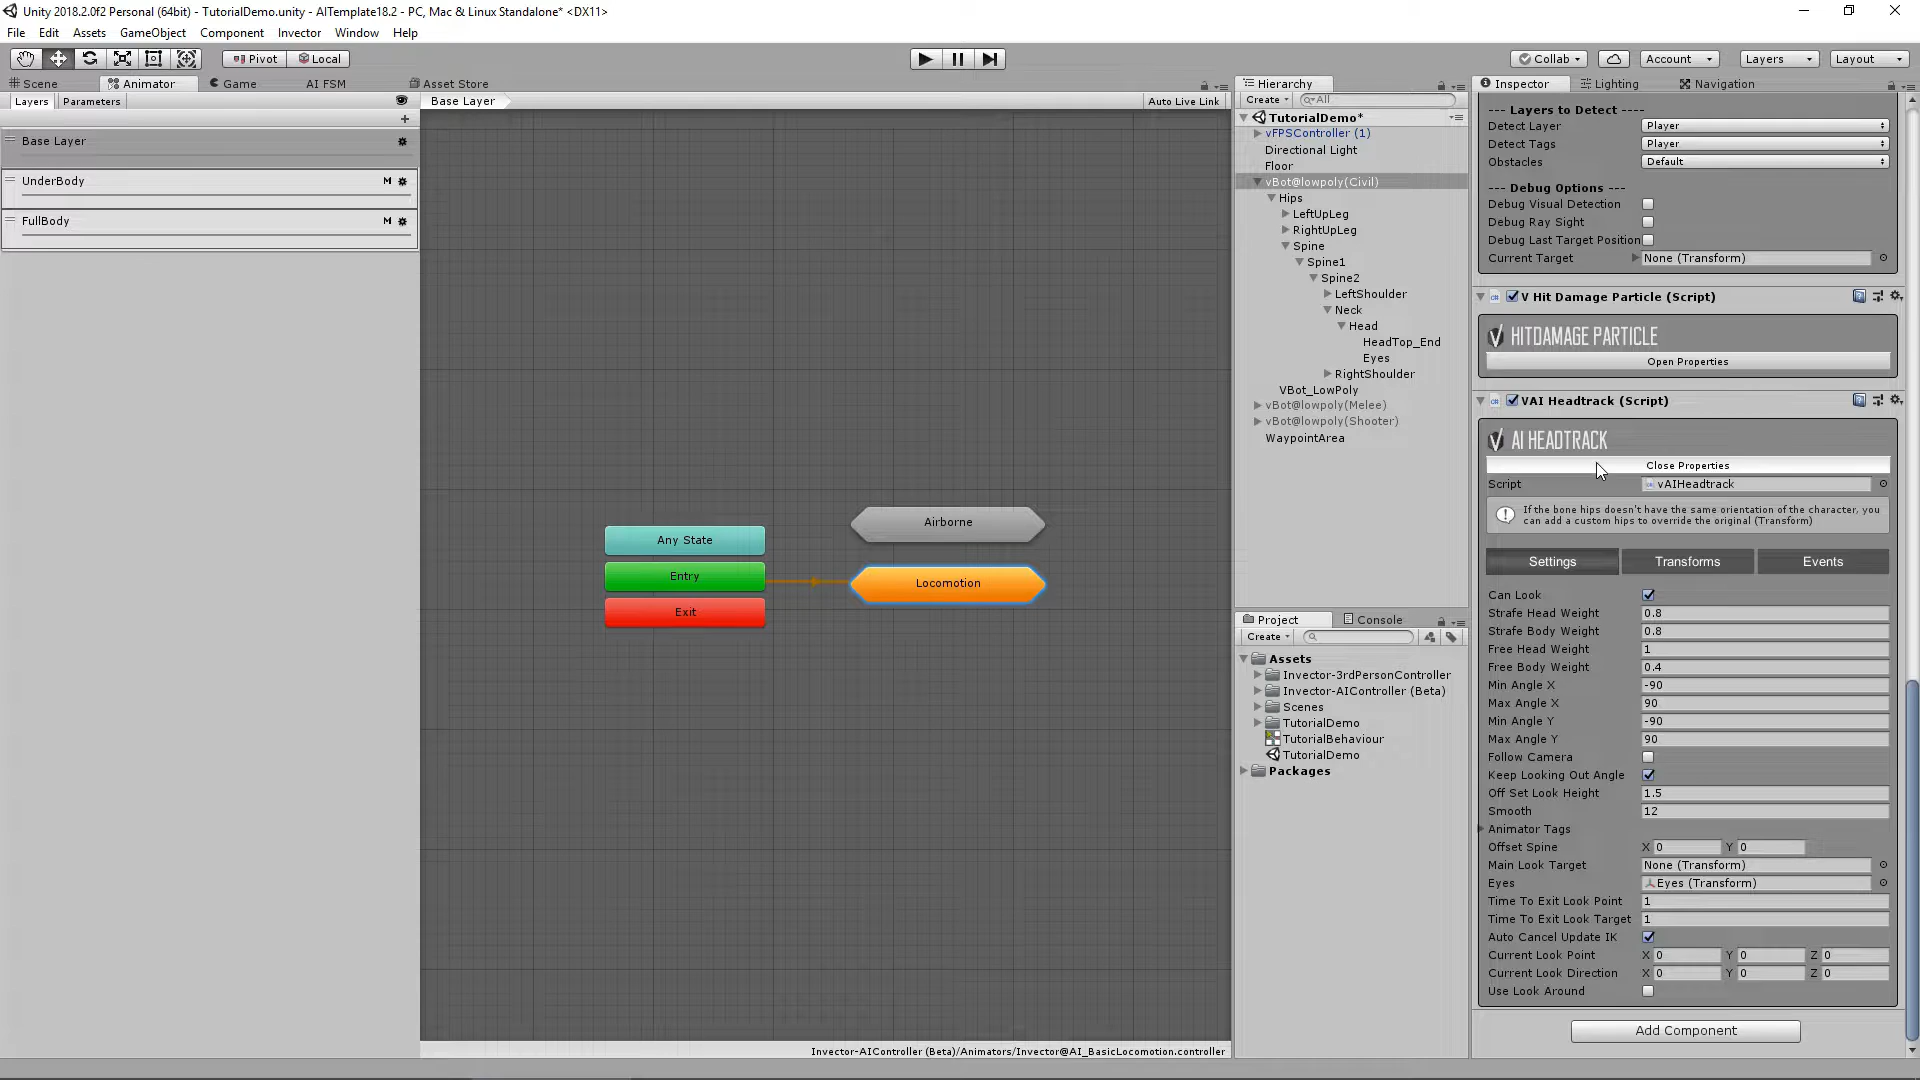 Unity 2018.2.0f2 Personal (64bit) - TutorialDemo.unity - AITemplate18.2 - PC, Mac & Linux Standalone* <DX11>
File Edit Assets GameObject Component Invector Window Help
Pivot Local Collab Account Layers Layout
Scene Animator Game AI FSM Asset Store
Layers Parameters
Base Layer
Auto Live Link
Base Layer
UnderBody M
FullBody M
Any State
Entry
Exit
Airborne
Locomotion
Invector-AIController (Beta)/Animators/Invector@AI_BasicLocomotion.controller
Hierarchy
Create All
TutorialDemo*
vFPSController (1)
Directional Light
Floor
vBot@lowpoly(Civil)
Hips
LeftUpLeg
RightUpLeg
Spine
Spine1
Spine2
LeftShoulder
Neck
Head
HeadTop_End
Eyes
RightShoulder
VBot_LowPoly
vBot@lowpoly(Melee)
vBot@lowpoly(Shooter)
WaypointArea
Project Console
Create
Assets
Invector-3rdPersonController
Invector-AIController (Beta)
Scenes
TutorialDemo
TutorialBehaviour
TutorialDemo
Packages
Inspector Lighting Navigation
--- Layers to Detect ----
Detect Layer Player
Detect Tags Player
Obstacles Default
--- Debug Options ---
Debug Visual Detection
Debug Ray Sight
Debug Last Target Position
Current Target None (Transform)
V Hit Damage Particle (Script)
HITDAMAGE PARTICLE
Open Properties
VAI Headtrack (Script)
AI HEADTRACK
Close Properties
Script vAIHeadtrack
If the bone hips doesn't have the same orientation of the character, you
can add a custom hips to override the original (Transform)
Settings Transforms Events
Can Look
Strafe Head Weight 0.8
Strafe Body Weight 0.8
Free Head Weight 1
Free Body Weight 0.4
Min Angle X -90
Max Angle X 90
Min Angle Y -90
Max Angle Y 90
Follow Camera
Keep Looking Out Angle
Off Set Look Height 1.5
Smooth 12
Animator Tags
Offset Spine X 0 Y 0
Main Look Target None (Transform)
Eyes Eyes (Transform)
Time To Exit Look Point 1
Time To Exit Look Target 1
Auto Cancel Update IK
Current Look Point X 0 Y 0 Z 0
Current Look Direction X 0 Y 0 Z 0
Use Look Around
Add Component